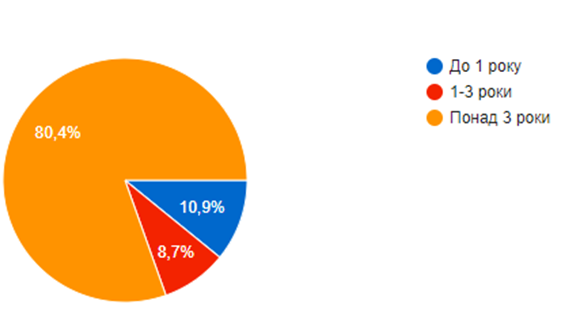 До 1 року
1-3 роки
Понад 3 роки
80,4%
10,9%
8,7%